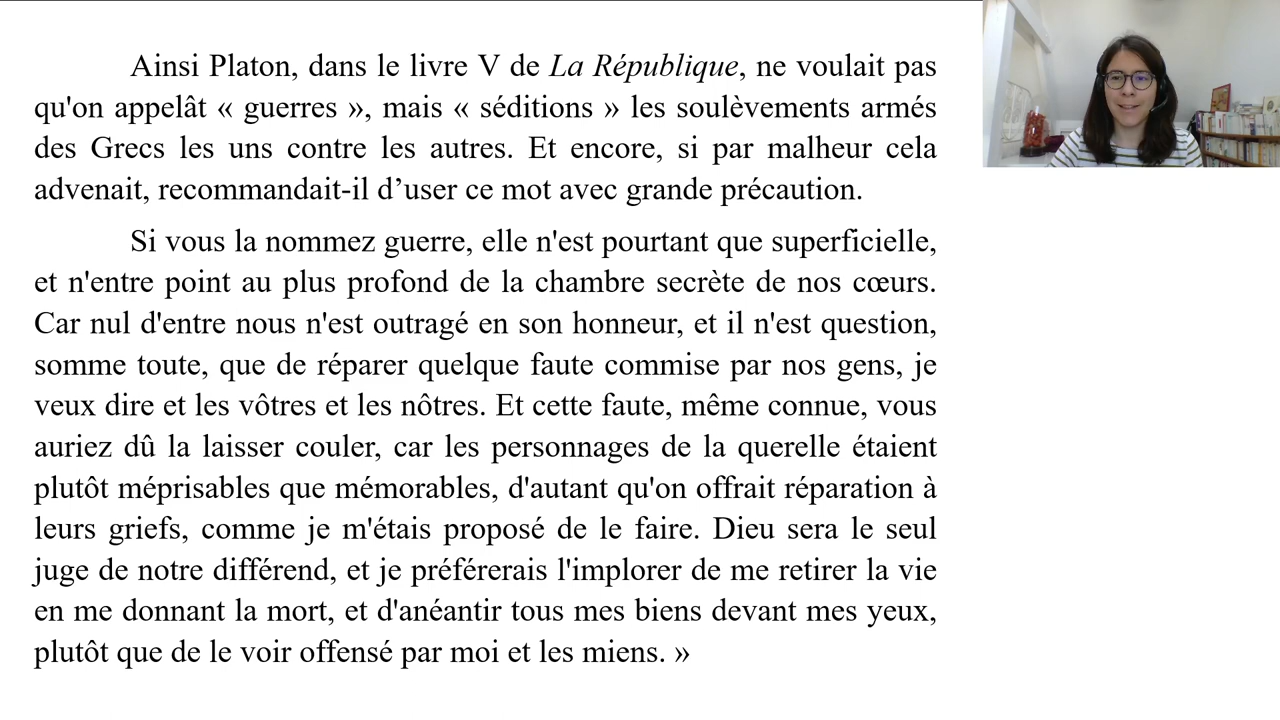 Ainsi Platon, dans le livre V de La République, ne voulait pas
qu'on appelât « guerres », mais « séditions » les soulèvements armés
des Grecs les uns contre les autres. Et encore, si par malheur cela
advenait, recommandait-il d’user ce mot avec grande précaution.
Si vous la nommez guerre, elle n'est pourtant que superficielle,
et n'entre point au plus profond de la chambre secrète de nos cœurs.
Car nul d'entre nous n'est outragé en son honneur, et il n'est question,
somme toute, que de réparer quelque faute commise par nos gens, je
veux dire et les vôtres et les nôtres. Et cette faute, même connue, vous
auriez dû la laisser couler, car les personnages de la querelle étaient
plutôt méprisables que mémorables, d'autant qu'on offrait réparation à
leurs griefs, comme je m'étais proposé de le faire. Dieu sera le seul
juge de notre différend, et je préférerais l'implorer de me retirer la vie
en me donnant la mort, et d'anéantir tous mes biens devant mes yeux,
plutôt que de le voir offensé par moi et les miens. »